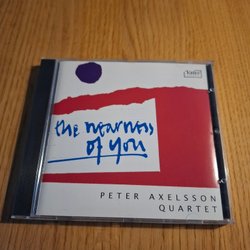 the nearness
of you
PETER AXELSSON
QUARTET